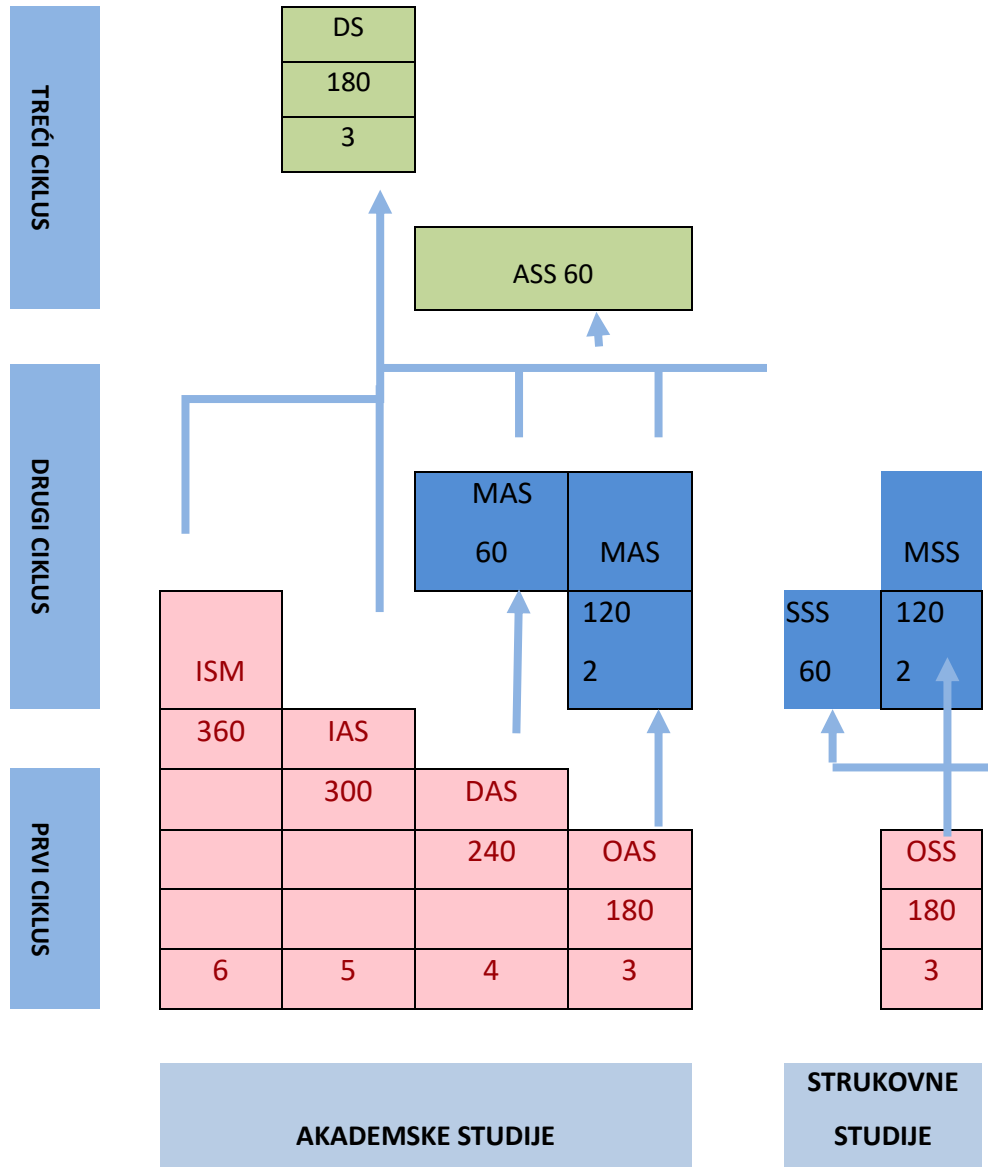 TREĆI CIKLUS
DS
180
3
ASS 60
DRUGI CIKLUS
MAS
60
MAS
120
2
MSS
SSS
60
120
2
ISM
360
IAS
PRVI CIKLUS
300
DAS
240
OAS
180
6
5
4
3
OSS
180
3
AKADEMSKE STUDIJE
STRUKOVNE
STUDIJE